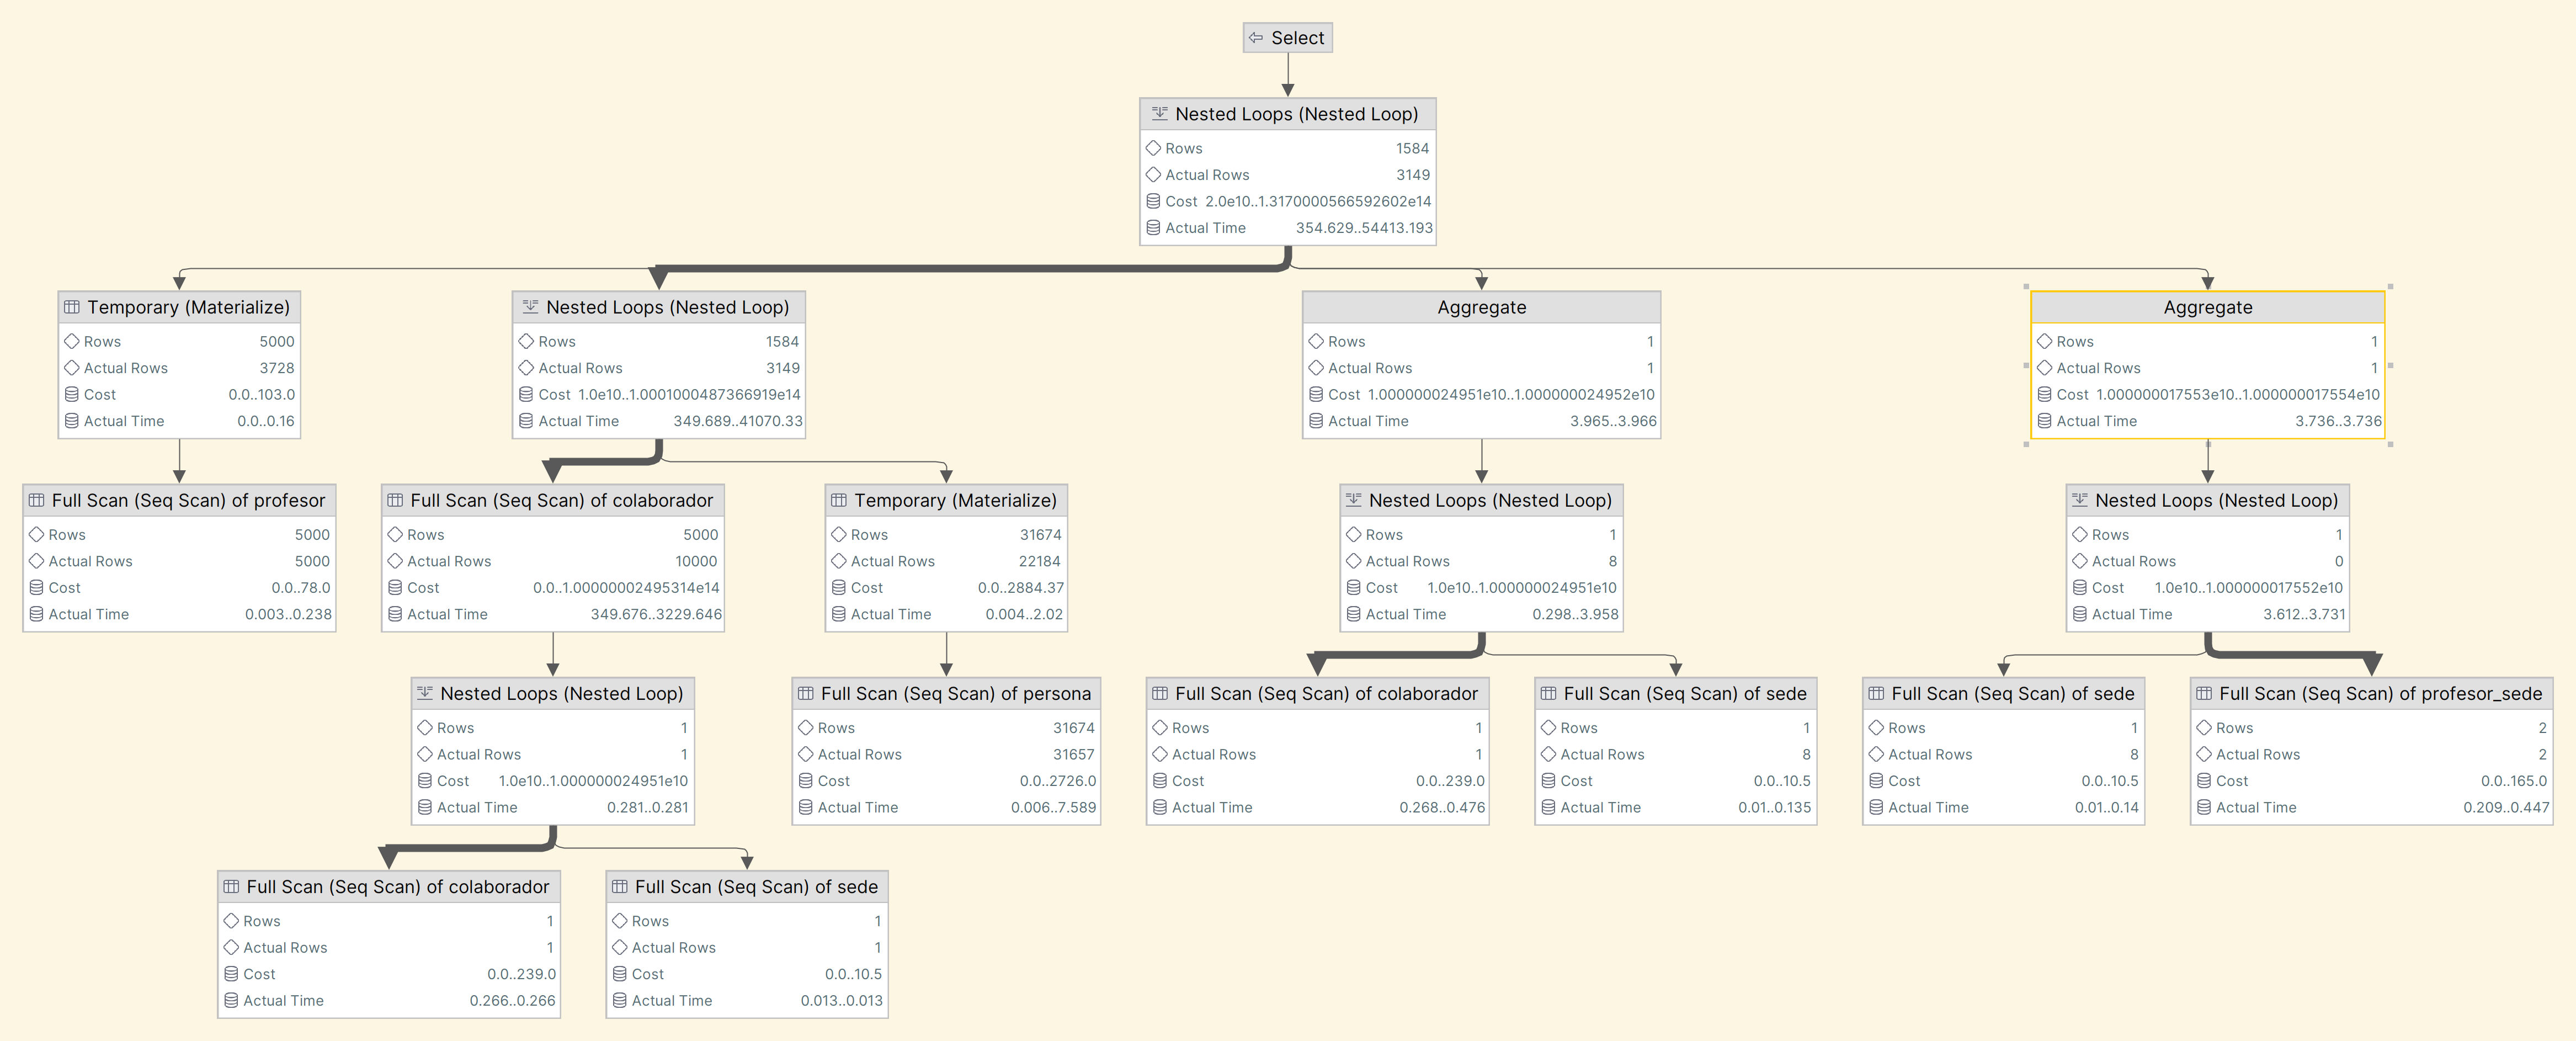 Select
Nested Loops (Nested Loop)
Rows 1584
Actual Rows 3149
Cost 2.0e10..1.3170000566592602e14
Actual Time 354.629..54413.193
Temporary (Materialize)
Rows 5000
Actual Rows 3728
Cost 0.0..103.0
Actual Time 0.0..0.16
Nested Loops (Nested Loop)
Rows 1584
Actual Rows 3149
Cost 1.0e10..1.0001000487366919e14
Actual Time 349.689..41070.33
Aggregate
Rows 1
Actual Rows 1
Cost 1.000000024951e10..1.000000024952e10
Actual Time 3.965..3.966
Aggregate
Rows 1
Actual Rows 1
Cost 1.000000017553e10..1.000000017554e10
Actual Time 3.736..3.736
Full Scan (Seq Scan) of profesor
Rows 5000
Actual Rows 5000
Cost 0.0..78.0
Actual Time 0.003..0.238
Full Scan (Seq Scan) of colaborador
Rows 5000
Actual Rows 10000
Cost 0.0..1.00000002495314e14
Actual Time 349.676..3229.646
Temporary (Materialize)
Rows 31674
Actual Rows 22184
Cost 0.0..2884.37
Actual Time 0.004..2.02
Nested Loops (Nested Loop)
Rows 1
Actual Rows 8
Cost 1.0e10..1.000000024951e10
Actual Time 0.298..3.958
Nested Loops (Nested Loop)
Rows 1
Actual Rows 0
Cost 1.0e10..1.000000017552e10
Actual Time 3.612..3.731
Nested Loops (Nested Loop)
Rows 1
Actual Rows 1
Cost 1.0e10..1.000000024951e10
Actual Time 0.281..0.281
Full Scan (Seq Scan) of persona
Rows 31674
Actual Rows 31657
Cost 0.0..2726.0
Actual Time 0.006..7.589
Full Scan (Seq Scan) of colaborador
Rows 1
Actual Rows 1
Cost 0.0..239.0
Actual Time 0.268..0.476
Full Scan (Seq Scan) of sede
Rows 1
Actual Rows 8
Cost 0.0..10.5
Actual Time 0.01..0.135
Full Scan (Seq Scan) of sede
Rows 1
Actual Rows 8
Cost 0.0..10.5
Actual Time 0.01..0.14
Full Scan (Seq Scan) of profesor_sede
Rows 2
Actual Rows 2
Cost 0.0..165.0
Actual Time 0.209..0.447
Full Scan (Seq Scan) of colaborador
Rows 1
Actual Rows 1
Cost 0.0..239.0
Actual Time 0.266..0.266
Full Scan (Seq Scan) of sede
Rows 1
Actual Rows 1
Cost 0.0..10.5
Actual Time 0.013..0.013